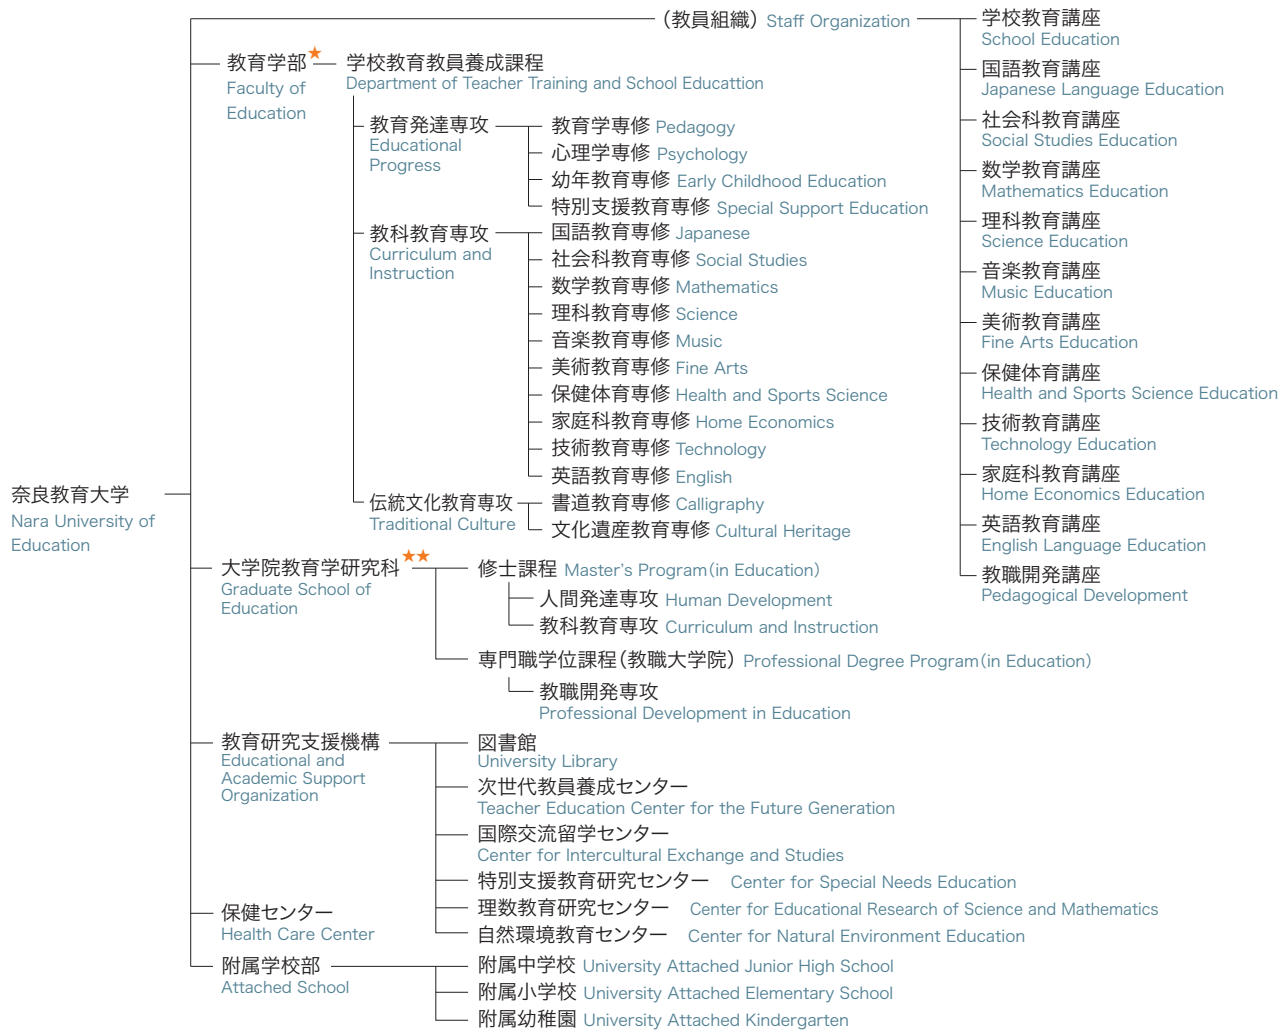 奈良教育大学
Nara University of
Education
(教員組織) Staff Organization
学校教育講座
School Education
国語教育講座
Japanese Language Education
社会科教育講座
Social Studies Education
数学教育講座
Mathematics Education
理科教育講座
Science Education
音楽教育講座
Music Education
美術教育講座
Fine Arts Education
保健体育講座
Health and Sports Science Education
技術教育講座
Technology Education
家庭科教育講座
Home Economics Education
英語教育講座
English Language Education
教職開発講座
Pedagogical Development
教育学部★
Faculty of
Education
学校教育教員養成課程
Department of Teacher Training and School Educattion
教育発達専攻
Educational
Progress
教育学専修 Pedagogy
心理学専修 Psychology
幼年教育専修 Early Childhood Education
特別支援教育専修 Special Support Education
教科教育専攻
Curriculum and
Instruction
国語教育専修 Japanese
社会科教育専修 Social Studies
数学教育専修 Mathematics
理科教育専修 Science
音楽教育専修 Music
美術教育専修 Fine Arts
保健体育専修 Health and Sports Science
家庭科教育専修 Home Economics
技術教育専修 Technology
英語教育専修 English
伝統文化教育専攻
Traditional Culture
書道教育専修 Calligraphy
文化遺産教育専修 Cultural Heritage
大学院教育学研究科★★
Graduate School of
Education
修士課程 Master's Program(in Education)
人間発達専攻 Human Development
教科教育専攻 Curriculum and Instruction
専門職学位課程(教職大学院) Professional Degree Program(in Education)
教職開発専攻
Professional Development in Education
教育研究支援機構
Educational and
Academic Support
Organization
図書館
University Library
次世代教員養成センター
Teacher Education Center for the Future Generation
国際交流留学センター
Center for Intercultural Exchange and Studies
特別支援教育研究センター Center for Special Needs Education
理数教育研究センター Center for Educational Research of Science and Mathematics
自然環境教育センター Center for Natural Environment Education
保健センター
Health Care Center
附属学校部
Attached School
附属中学校 University Attached Junior High School
附属小学校 University Attached Elementary School
附属幼稚園 University Attached Kindergarten